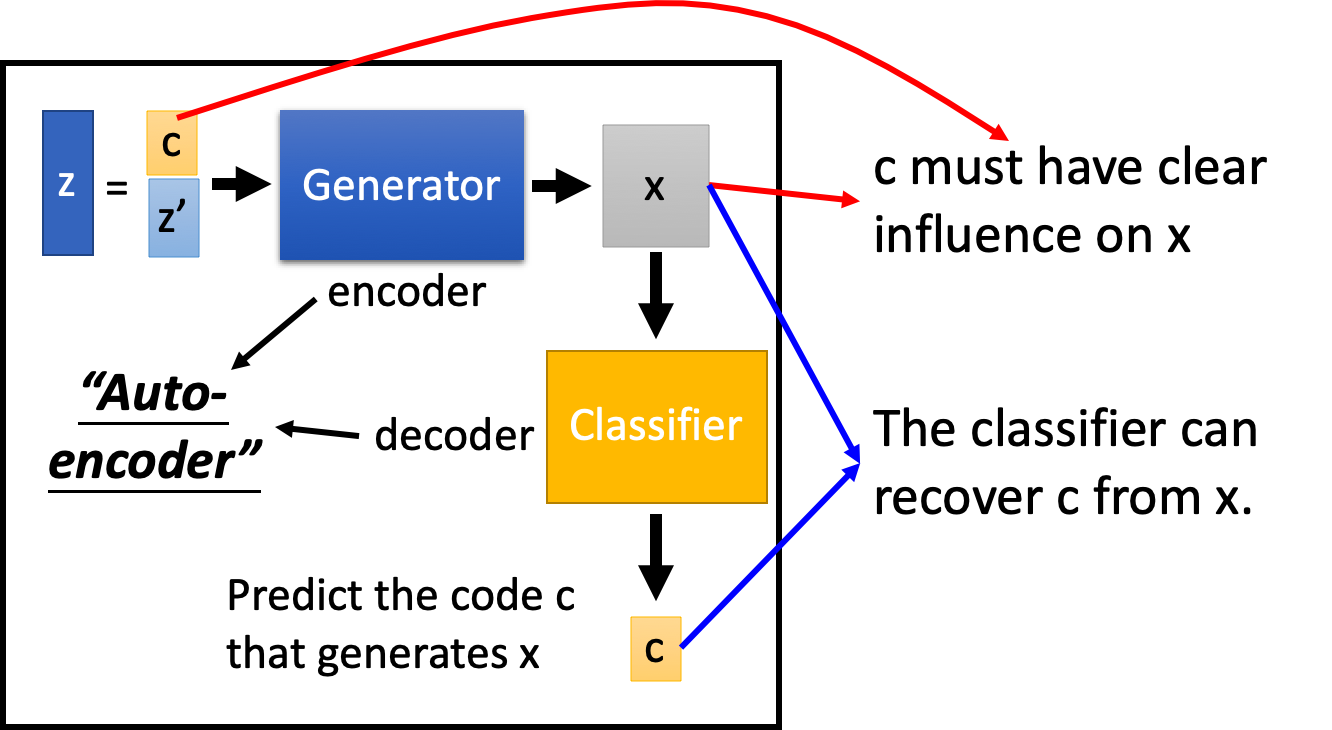 z = c
z’
Generator
x
c must have clear
influence on x
encoder
“Auto-
encoder”
decoder
Classifier
The classifier can
recover c from x.
Predict the code c
that generates x
c